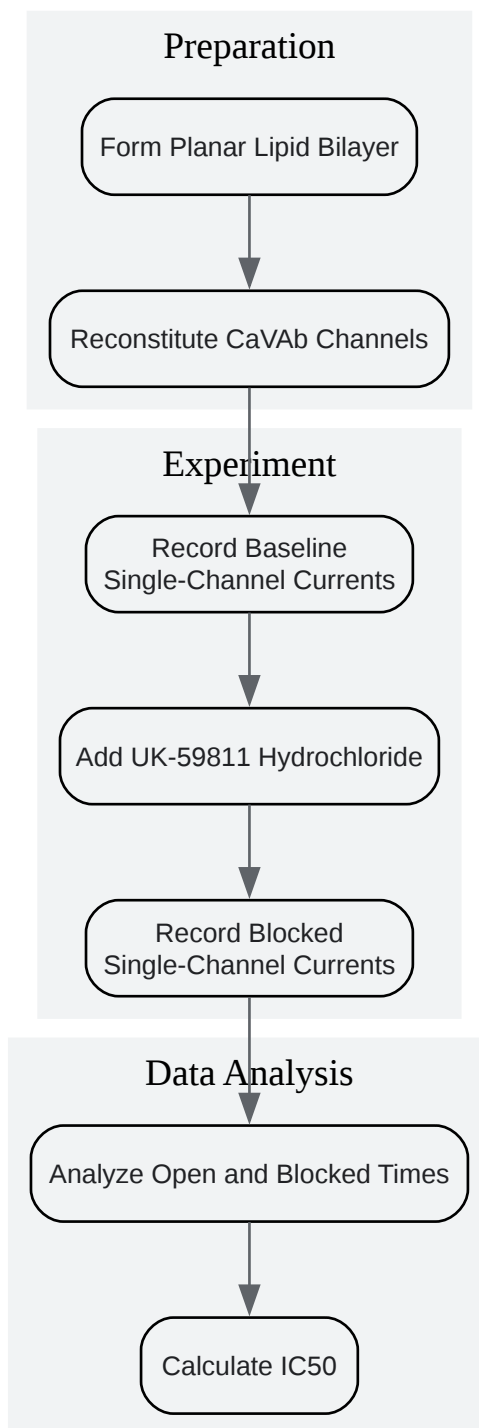 Preparation
Form Planar Lipid Bilayer
Reconstitute CaVAb Channels
Experiment
Record Baseline
Single-Channel Currents
Add UK-59811 Hydrochloride
Record Blocked
Single-Channel Currents
Data Analysis
Analyze Open and Blocked Times
Calculate IC50